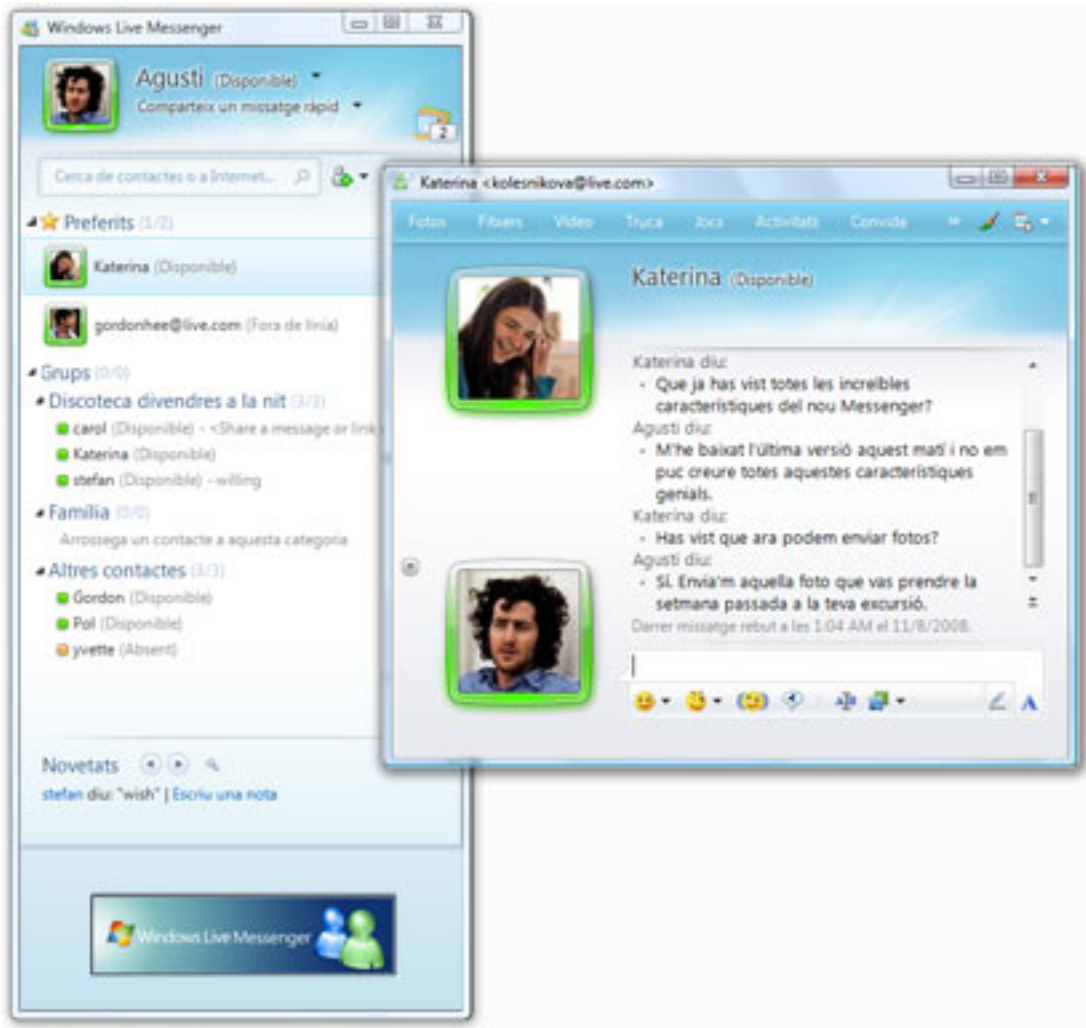 Windows Live Messenger
Agusti (Disponible)
Comparteix un missatge ràpid
2
Cerca de contactes o a Internet...
Preferits (1/2)
Katerina (Disponible)
gordonhee@live.com (Fora de línia)
Grups (0/0)
Discoteca divendres a la nit (3/3)
carol (Disponible) - <Share a message or link
Katerina (Disponible)
stefan (Disponible) - willing
Família (0/0)
Arrossega un contacte a aquesta categoria
Altres contactes (3/3)
Gordon (Disponible)
Pol (Disponible)
yvette (Absent)
Novetats
stefan diu: "wish" | Escriu una nota
Windows Live Messenger
Katerina <kolesnikova@live.com>
Fotos Fitxers Vídeo Truca Jocs Activitats Convida »
Katerina (Disponible)
Katerina diu:
· Que ja has vist totes les increïbles
característiques del nou Messenger?
Agusti diu:
· M'he baixat l'última versió aquest matí i no em
puc creure totes aquestes característiques
genials.
Katerina diu:
· Has vist que ara podem enviar fotos?
Agusti diu:
· Sí. Envia'm aquella foto que vas prendre la
setmana passada a la teva excursió.
Darrer missatge rebut a les 1:04 AM el 11/8/2008.
A